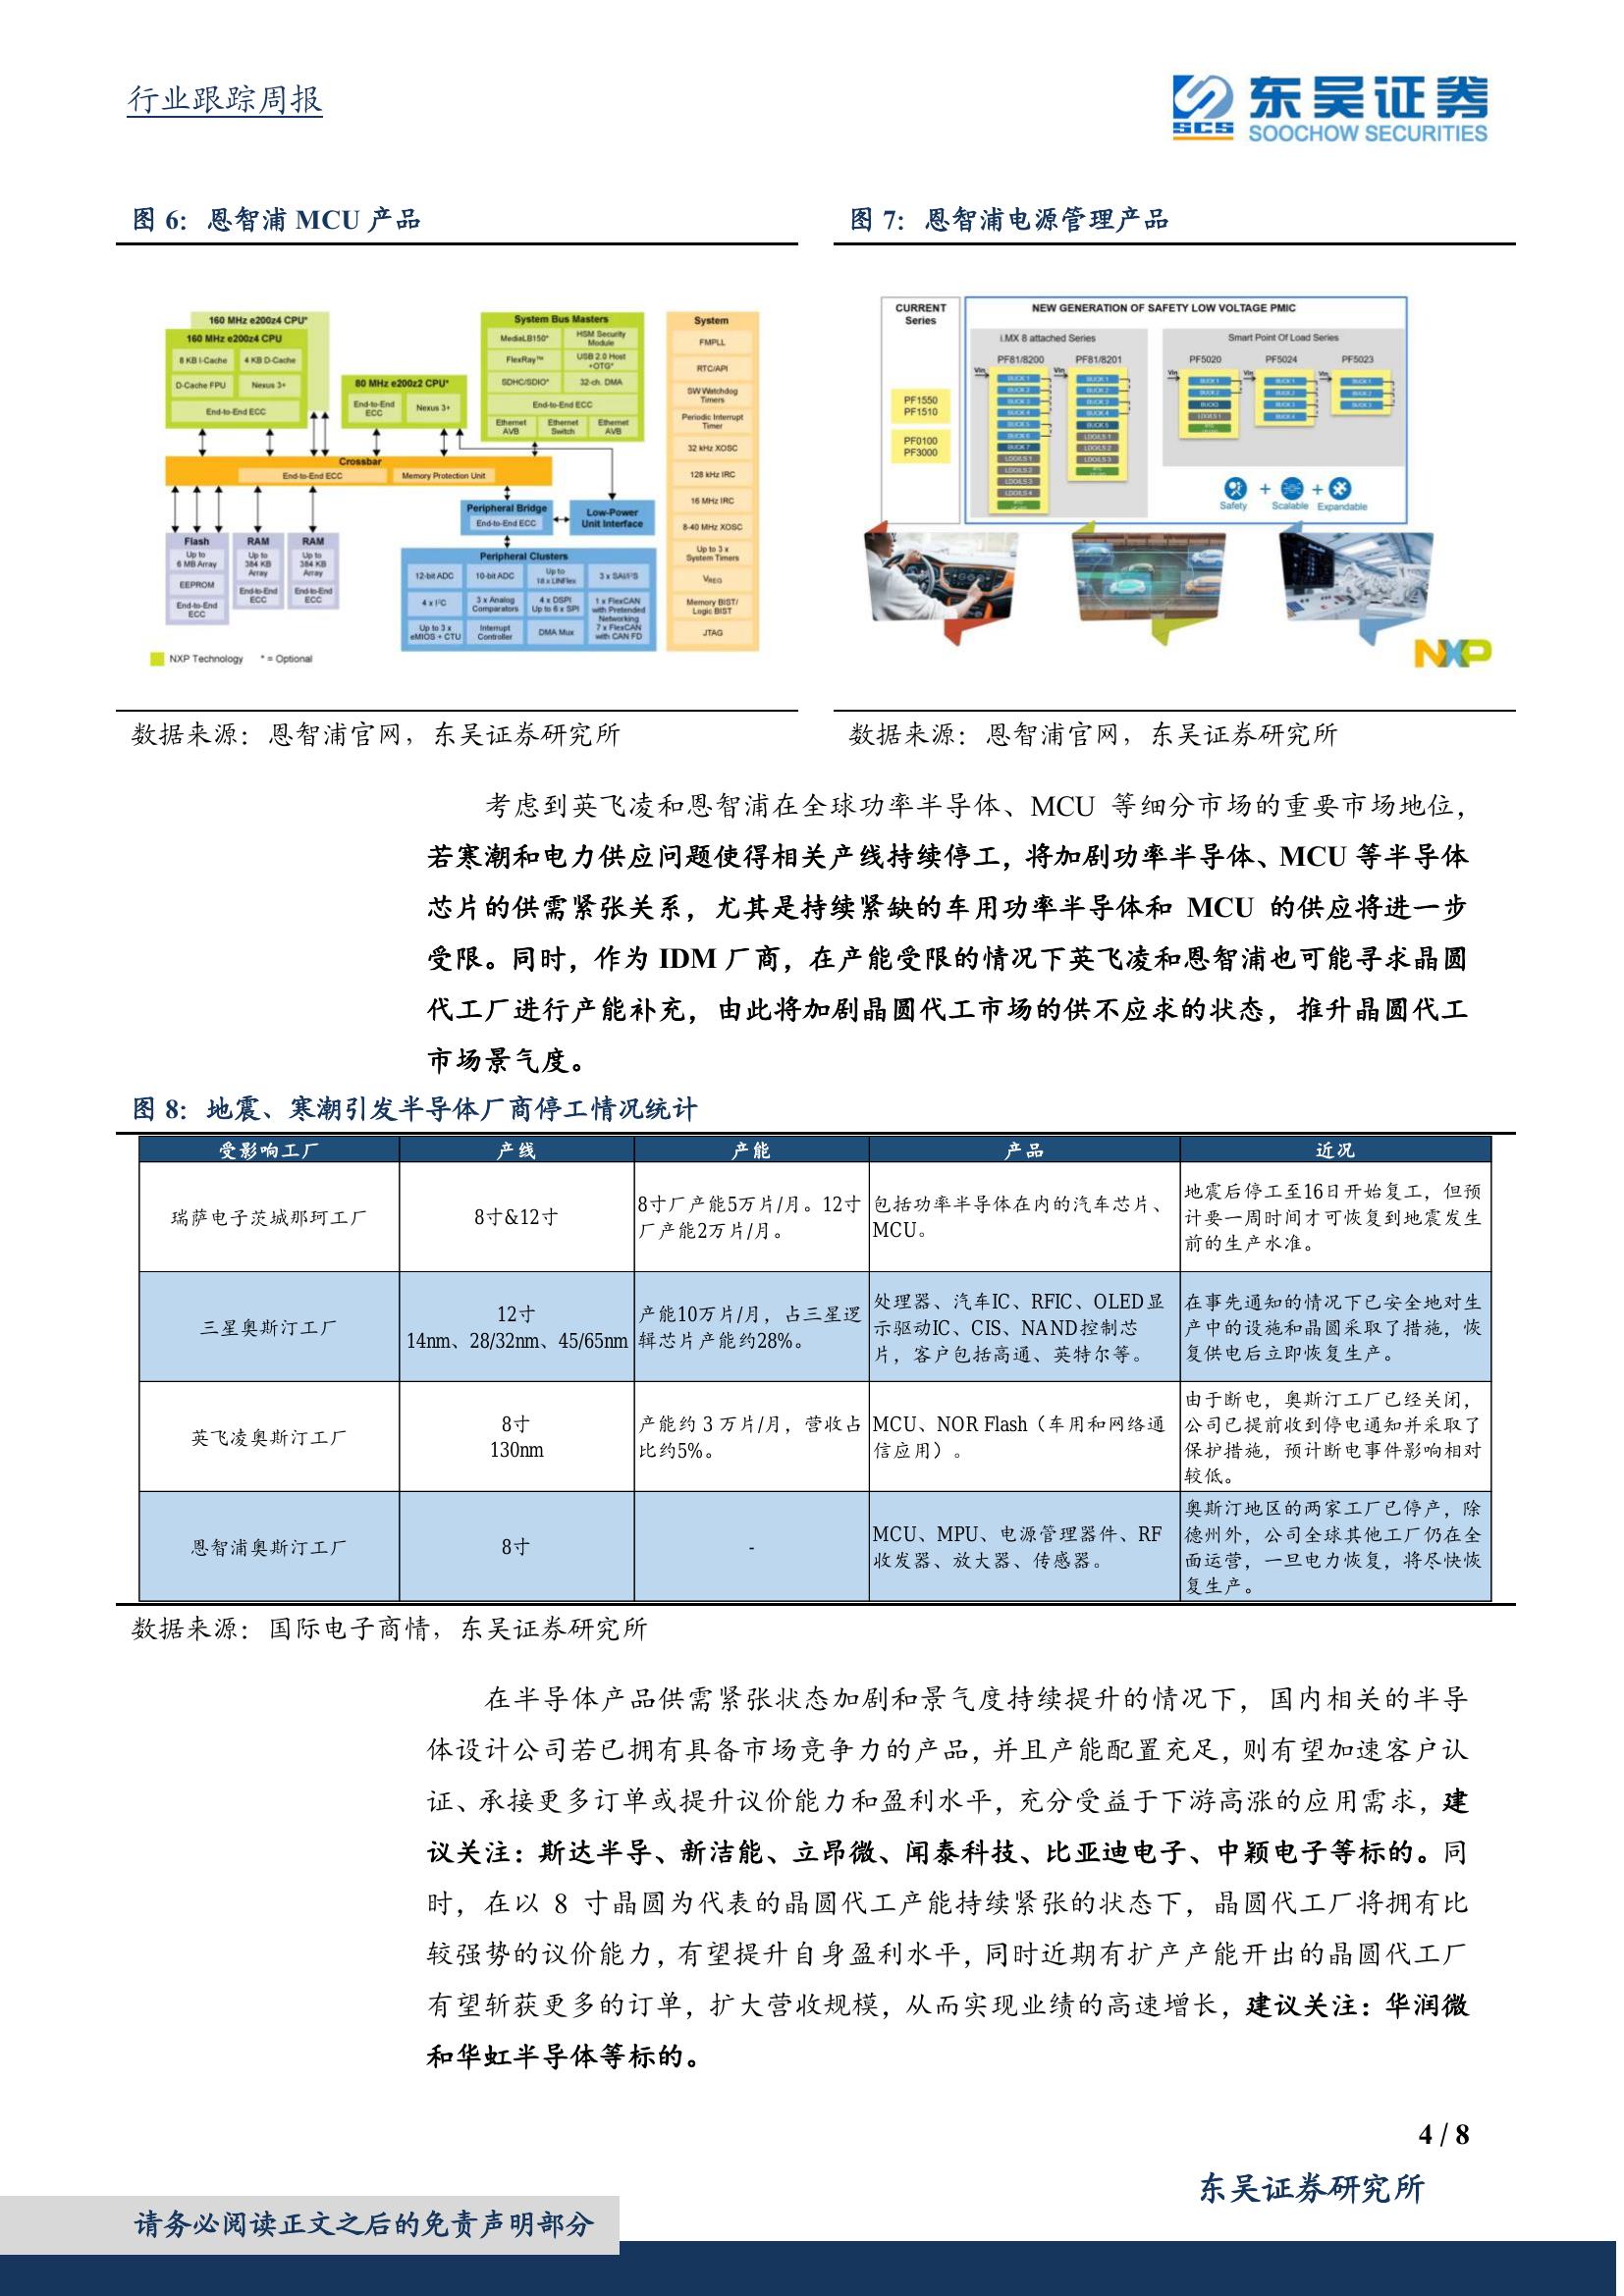 行业跟踪周报
东吴证券
SCS
SOOCHOW SECURITIES
图 6：恩智浦 MCU 产品
160 MHz e200z4 CPU*
160 MHz e200z4 CPU
8 KB I-Cache
4 KB D-Cache
D-Cache FPU
Nexus 3+
End-to-End ECC
80 MHz e200z2 CPU*
End-to-End
ECC
Nexus 3+
System Bus Masters
MediaLB150*
HSM Security
Module
FlexRay™
USB 2.0 Host
+OTG*
SDHC/SDIO*
32-ch. DMA
End-to-End ECC
Ethernet
AVB
Ethernet
Switch
Ethernet
AVB
Crossbar
End-to-End ECC
Memory Protection Unit
Peripheral Bridge
End-to-End ECC
Low-Power
Unit Interface
Flash
Up to
6 MB Array
EEPROM
End-to-End
ECC
RAM
Up to
384 KB
Array
End-to-End
ECC
RAM
Up to
384 KB
Array
End-to-End
ECC
Peripheral Clusters
12-bit ADC
10-bit ADC
Up to
18 x LINFlex
3 x SAI/I²S
4 x I²C
3 x Analog
Comparators
4 x DSPI
Up to 6 x SPI
1 x FlexCAN
with Pretended
Networking
7 x FlexCAN
with CAN FD
Up to 3 x
eMIOS + CTU
Interrupt
Controller
DMA Mux
System
FMPLL
RTC/API
SW Watchdog
Timers
Periodic Interrupt
Timer
32 kHz XOSC
128 kHz IRC
16 MHz IRC
8-40 MHz XOSC
Up to 3 x
System Timers
VREG
Memory BIST/
Logic BIST
JTAG
NXP Technology
* = Optional
数据来源：恩智浦官网，东吴证券研究所
图 7：恩智浦电源管理产品
CURRENT
Series
PF1550
PF1510
PF0100
PF3000
NEW GENERATION OF SAFETY LOW VOLTAGE PMIC
i.MX 8 attached Series
PF81/8200
PF81/8201
Vin
Vin
Smart Point Of Load Series
PF5020
PF5024
PF5023
Vin
Vin
Vin
Safety
+
Scalable
+
Expandable
NXP
数据来源：恩智浦官网，东吴证券研究所
考虑到英飞凌和恩智浦在全球功率半导体、MCU 等细分市场的重要市场地位，
若寒潮和电力供应问题使得相关产线持续停工，将加剧功率半导体、MCU 等半导体
芯片的供需紧张关系，尤其是持续紧缺的车用功率半导体和 MCU 的供应将进一步
受限。同时，作为 IDM 厂商，在产能受限的情况下英飞凌和恩智浦也可能寻求晶圆
代工厂进行产能补充，由此将加剧晶圆代工市场的供不应求的状态，推升晶圆代工
市场景气度。
图 8：地震、寒潮引发半导体厂商停工情况统计
受影响工厂
产线
产能
产品
近况
瑞萨电子茨城那珂工厂
8寸&12寸
8寸厂产能5万片/月。12寸
厂产能2万片/月。
包括功率半导体在内的汽车芯片、
MCU。
地震后停工至16日开始复工，但预
计要一周时间才可恢复到地震发生
前的生产水准。
三星奥斯汀工厂
12寸
14nm、28/32nm、45/65nm
产能10万片/月，占三星逻
辑芯片产能约28%。
处理器、汽车IC、RFIC、OLED显
示驱动IC、CIS、NAND控制芯
片，客户包括高通、英特尔等。
在事先通知的情况下已安全地对生
产中的设施和晶圆采取了措施，恢
复供电后立即恢复生产。
英飞凌奥斯汀工厂
8寸
130nm
产能约 3 万片/月，营收占
比约5%。
MCU、NOR Flash（车用和网络通
信应用）。
由于断电，奥斯汀工厂已经关闭，
公司已提前收到停电通知并采取了
保护措施，预计断电事件影响相对
较低。
恩智浦奥斯汀工厂
8寸
-
MCU、MPU、电源管理器件、RF
收发器、放大器、传感器。
奥斯汀地区的两家工厂已停产，除
德州外，公司全球其他工厂仍在全
面运营，一旦电力恢复，将尽快恢
复生产。
数据来源：国际电子商情，东吴证券研究所
在半导体产品供需紧张状态加剧和景气度持续提升的情况下，国内相关的半导
体设计公司若已拥有具备市场竞争力的产品，并且产能配置充足，则有望加速客户认
证、承接更多订单或提升议价能力和盈利水平，充分受益于下游高涨的应用需求，建
议关注：斯达半导、新洁能、立昂微、闻泰科技、比亚迪电子、中颖电子等标的。同
时，在以 8 寸晶圆为代表的晶圆代工产能持续紧张的状态下，晶圆代工厂将拥有比
较强势的议价能力，有望提升自身盈利水平，同时近期有扩产产能开出的晶圆代工厂
有望斩获更多的订单，扩大营收规模，从而实现业绩的高速增长，建议关注：华润微
和华虹半导体等标的。
4 / 8
东吴证券研究所
请务必阅读正文之后的免责声明部分